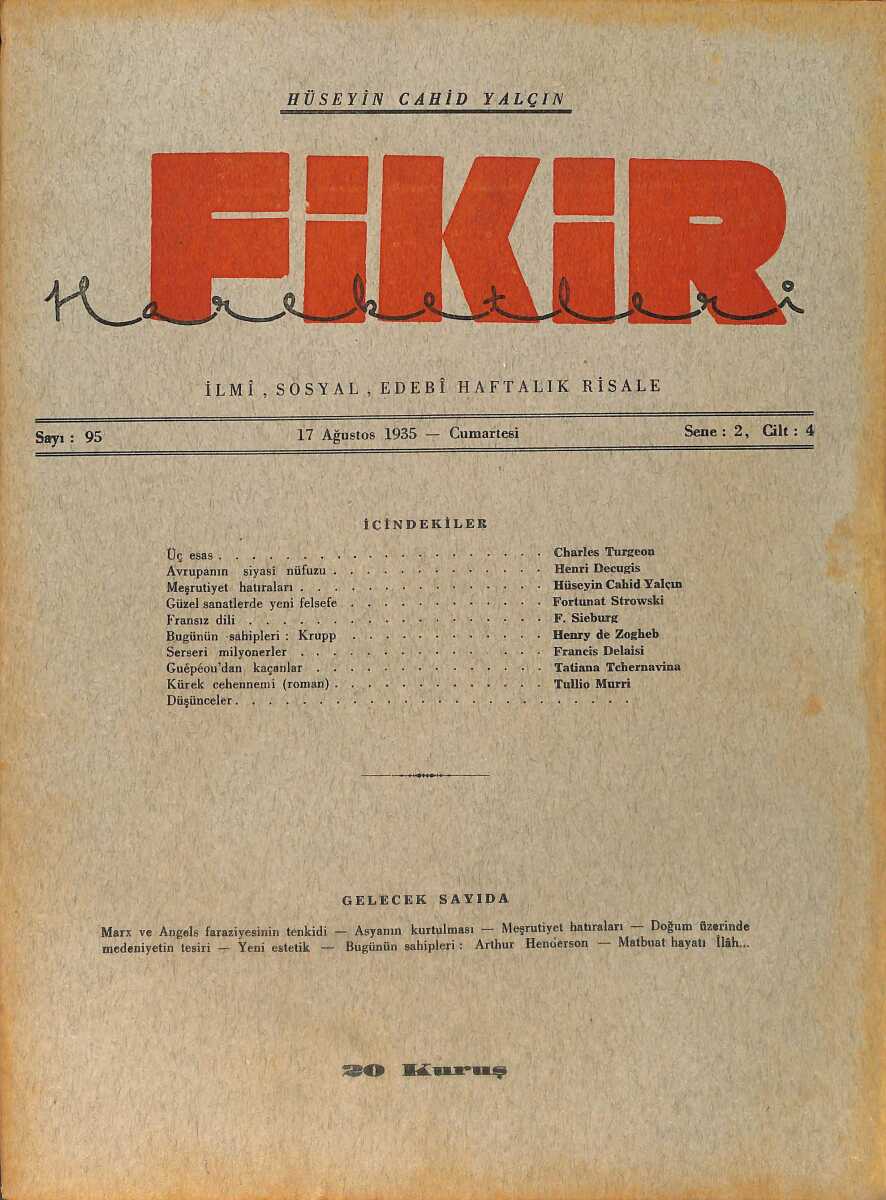 HÜSEYİN CAHİD YALÇIN
FİKİR
Hareketleri
İLMÎ , SOSYAL , EDEBÎ HAFTALIK RİSALE
Sayı : 95 17 Ağustos 1935 — Cumartesi Sene : 2, Cilt : 4
İCİNDEKİLER
Üç esas . . . . . . . . . . . . . . . . . . . . Charles Turgeon
Avrupanın siyasî nüfuzu . . . . . . . . . . . . . Henri Decugis
Meşrutiyet hatıraları . . . . . . . . . . . . . . Hüseyin Cahid Yalçın
Güzel sanatlerde yeni felsefe . . . . . . . . . . . . Fortunat Strowski
Fransız dili . . . . . . . . . . . . . . . . . . F. Sieburg
Bugünün sahipleri : Krupp . . . . . . . . . . . . Henry de Zogheb
Serseri milyonerler . . . . . . . . . . . . . . Francis Delaisi
Guépéou'dan kaçanlar . . . . . . . . . . . . . Tatiana Tchernavina
Kürek cehennemi (roman) . . . . . . . . . . . . . Tullio Murri
Düşünceler . . . . . . . . . . . . . . . . . . . . . .
GELECEK SAYIDA
Marx ve Angels faraziyesinin tenkidi — Asyanın kurtulması — Meşrutiyet hatıraları — Doğum üzerinde
medeniyetin tesiri — Yeni estetik — Bugünün sahipleri : Arthur Henderson — Matbuat hayatı İlâh...
20 Kuruş